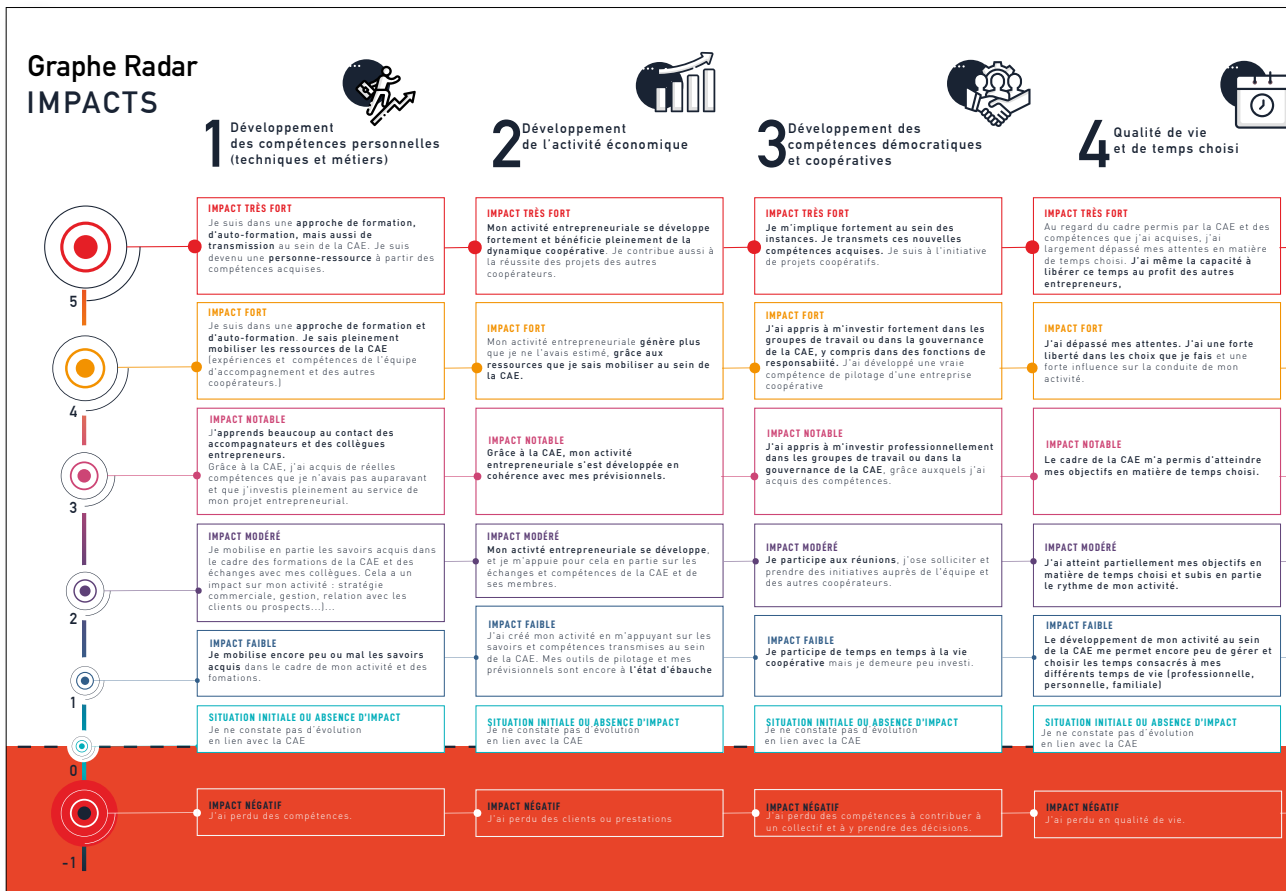 Graphe Radar
IMPACTS
1
Développement
des compétences personnelles
(techniques et métiers)
2
Développement
de l'activité économique
3
Développement des
compétences démocratiques
et coopératives
4
Qualité de vie
et de temps choisi
5
IMPACT TRÈS FORT
Je suis dans une approche de formation,
d'auto-formation, mais aussi de
transmission au sein de la CAE. Je suis
devenu une personne-ressource à partir des
compétences acquises.
IMPACT TRÈS FORT
Mon activité entrepreneuriale se développe
fortement et bénéficie pleinement de la
dynamique coopérative. Je contribue aussi à
la réussite des projets des autres
coopérateurs.
IMPACT TRÈS FORT
Je m'implique fortement au sein des
instances. Je transmets ces nouvelles
compétences acquises. Je suis à l'initiative
de projets coopératifs.
IMPACT TRÈS FORT
Au regard du cadre permis par la CAE et des
compétences que j'ai acquises, j'ai
largement dépassé mes attentes en matière
de temps choisi. J'ai même la capacité à
libérer ce temps au profit des autres
entrepreneurs,
4
IMPACT FORT
Je suis dans une approche de formation et
d'auto-formation. Je sais pleinement
mobiliser les ressources de la CAE
(expériences et compétences de l'équipe
d'accompagnement et des autres
coopérateurs.)
IMPACT FORT
Mon activité entrepreneuriale génère plus
que je ne l'avais estimé, grâce aux
ressources que je sais mobiliser au sein de
la CAE.
IMPACT FORT
J'ai appris à m'investir fortement dans les
groupes de travail ou dans la gouvernance
de la CAE, y compris dans des fonctions de
responsabiité. J'ai développé une vraie
compétence de pilotage d'une entreprise
coopérative
IMPACT FORT
J'ai dépassé mes attentes. J'ai une forte
liberté dans les choix que je fais et une
forte influence sur la conduite de mon
activité.
3
IMPACT NOTABLE
J'apprends beaucoup au contact des
accompagnateurs et des collègues
entrepreneurs.
Grâce à la CAE, j'ai acquis de réelles
compétences que je n'avais pas auparavant
et que j'investis pleinement au service de
mon projet entrepreneurial.
IMPACT NOTABLE
Grâce à la CAE, mon activité
entrepreneuriale s'est développée en
cohérence avec mes prévisionnels.
IMPACT NOTABLE
J'ai appris à m'investir professionnellement
dans les groupes de travail ou dans la
gouvernance de la CAE, grâce auxquels j'ai
acquis des compétences.
IMPACT NOTABLE
Le cadre de la CAE m'a permis d'atteindre
mes objectifs en matière de temps choisi.
2
IMPACT MODÉRÉ
Je mobilise en partie les savoirs acquis dans
le cadre des formations de la CAE et des
échanges avec mes collègues. Cela a un
impact sur mon activité : stratégie
commerciale, gestion, relation avec les
clients ou prospects...)...
IMPACT MODÉRÉ
Mon activté entrepreneuriale se développe,
et je m'appuie pour cela en partie sur les
échanges et compétences de la CAE et de
ses membres.
IMPACT MODÉRÉ
Je participe aux réunions, j'ose solliciter et
prendre des initiatives auprès de l'équipe et
des autres coopérateurs.
IMPACT MODÉRÉ
J'ai atteint partiellement mes objectifs en
matière de temps choisi et subis en partie
le rythme de mon activité.
1
IMPACT FAIBLE
Je mobilise encore peu ou mal les savoirs
acquis dans le cadre de mon activité et des
fomations.
IMPACT FAIBLE
J'ai créé mon activité en m'appuyant sur les
savoirs et compétences transmises au sein
de la CAE. Mes outils de pilotage et mes
prévisionnels sont encore à l'état d'ébauche
IMPACT FAIBLE
Je participe de temps en temps à la vie
coopérative mais je demeure peu investi.
IMPACT FAIBLE
Le développement de mon activité au sein
de la CAE me permet encore peu de gérer et
choisir les temps consacrés à mes
différents temps de vie (professionnelle,
personnelle, familiale)
0
SITUATION INITIALE OU ABSENCE D'IMPACT
Je ne constate pas d'évolution
en lien avec la CAE
SITUATION INITIALE OU ABSENCE D'IMPACT
Je ne constate pas d'évolution
en lien avec la CAE
SITUATION INITIALE OU ABSENCE D'IMPACT
Je ne constate pas d'évolution
en lien avec la CAE
SITUATION INITIALE OU ABSENCE D'IMPACT
Je ne constate pas d'évolution
en lien avec la CAE
-1
IMPACT NÉGATIF
J'ai perdu des compétences.
IMPACT NÉGATIF
J'ai perdu des clients ou prestations
IMPACT NÉGATIF
J'ai perdu des compétences à contribuer à
un collectif et à y prendre des décisions.
IMPACT NÉGATIF
J'ai perdu en qualité de vie.